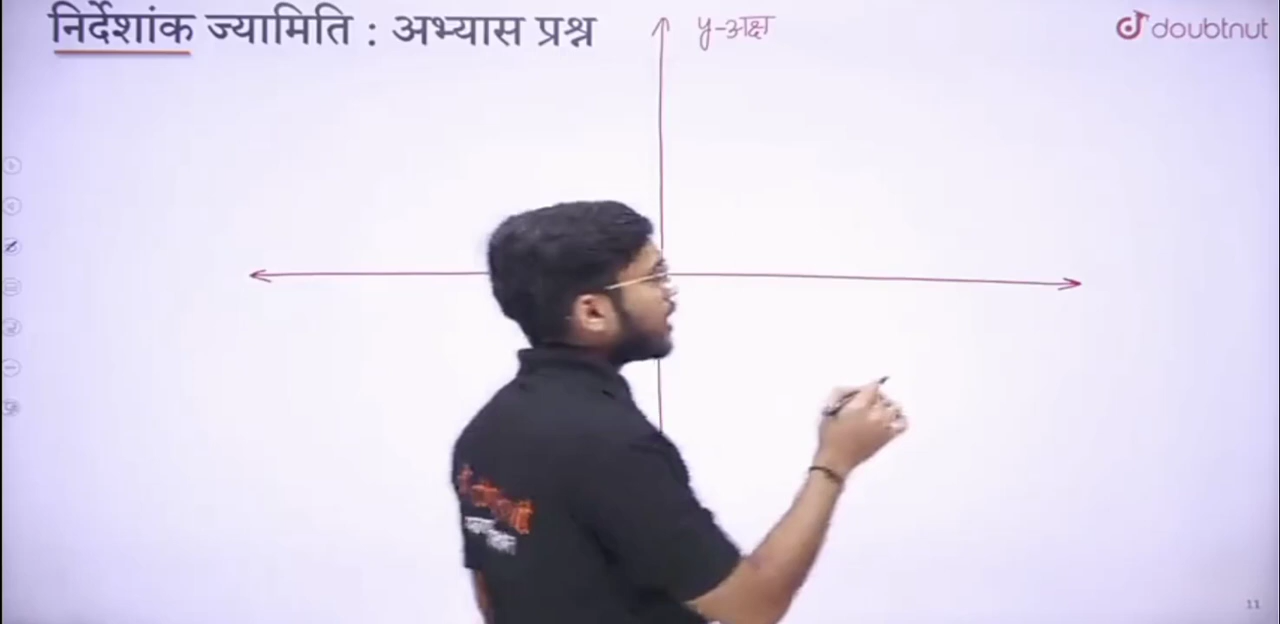 निर्देशांक ज्यामिति : अभ्यास प्रश्न
y-अक्ष
doubtnut
11